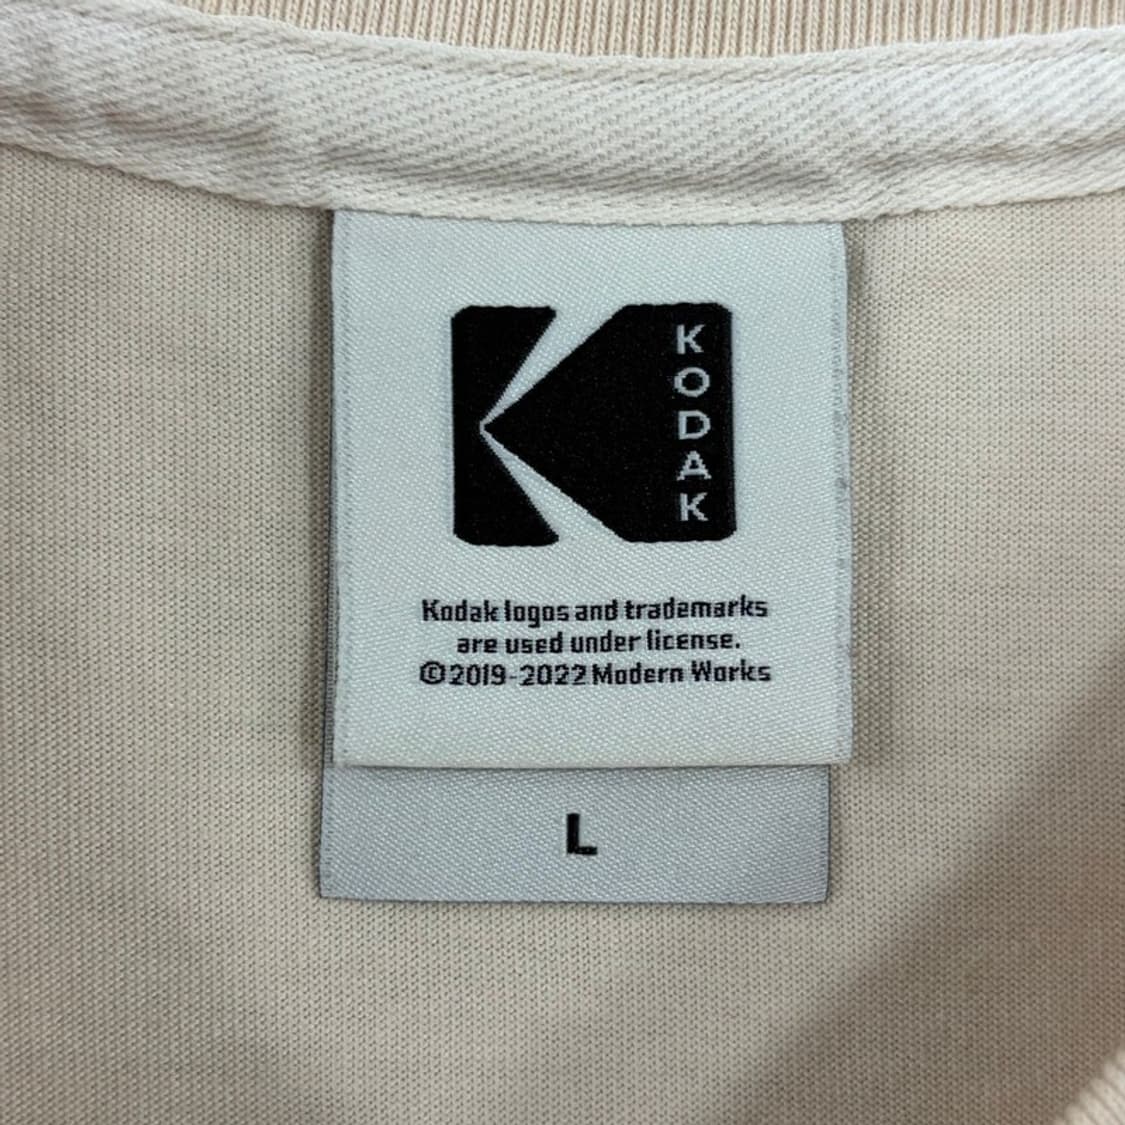 KODAK
Kodak logos and trademarks
are used under license.
©2019-2022 Modern Works
L